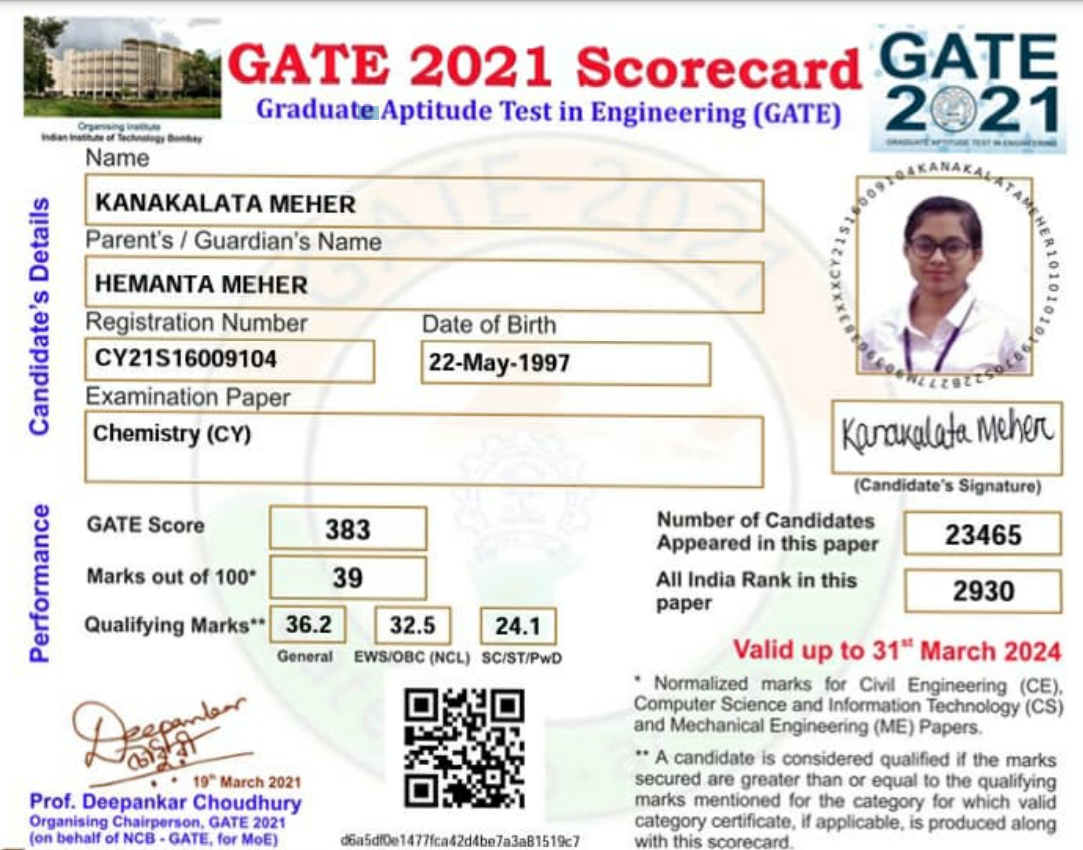 GATE 2021 Scorecard
Graduate Aptitude Test in Engineering (GATE)
GATE
2021
GRADUATE APTITUDE TEST IN ENGINEERING
Organising Institute
Indian Institute of Technology Bombay
Candidate's Details
Name
KANAKALATA MEHER
Parent's / Guardian's Name
HEMANTA MEHER
Registration Number
CY21S16009104
Date of Birth
22-May-1997
Examination Paper
Chemistry (CY)
Kanakalata Meher
(Candidate's Signature)
Performance
GATE Score
383
Marks out of 100*
39
Qualifying Marks**
36.2
32.5
24.1
General
EWS/OBC (NCL)
SC/ST/PwD
Number of Candidates
Appeared in this paper
23465
All India Rank in this
paper
2930
Valid up to 31st March 2024
* Normalized marks for Civil Engineering (CE),
Computer Science and Information Technology (CS)
and Mechanical Engineering (ME) Papers.
** A candidate is considered qualified if the marks
secured are greater than or equal to the qualifying
marks mentioned for the category for which valid
category certificate, if applicable, is produced along
with this scorecard.
Deepankar
19th March 2021
Prof. Deepankar Choudhury
Organising Chairperson, GATE 2021
(on behalf of NCB - GATE, for MoE)
d6a5df0e1477fca42d4be7a3a81519c7